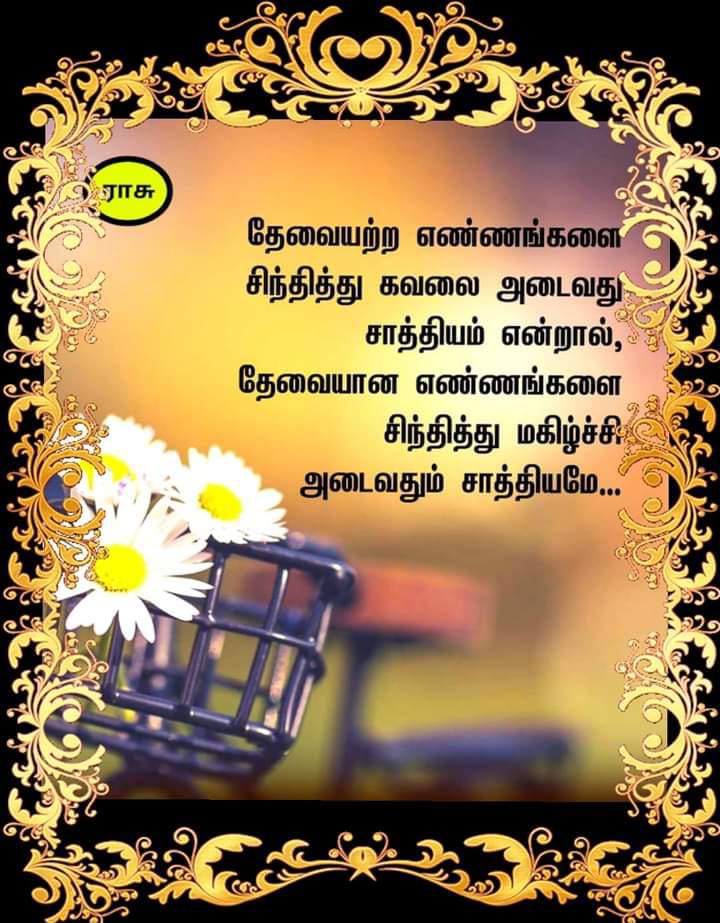 ராசு
தேவையற்ற எண்ணங்களை
சிந்தித்து கவலை அடைவது
சாத்தியம் என்றால்,
தேவையான எண்ணங்களை
சிந்தித்து மகிழ்ச்சி
அடைவதும் சாத்தியமே...